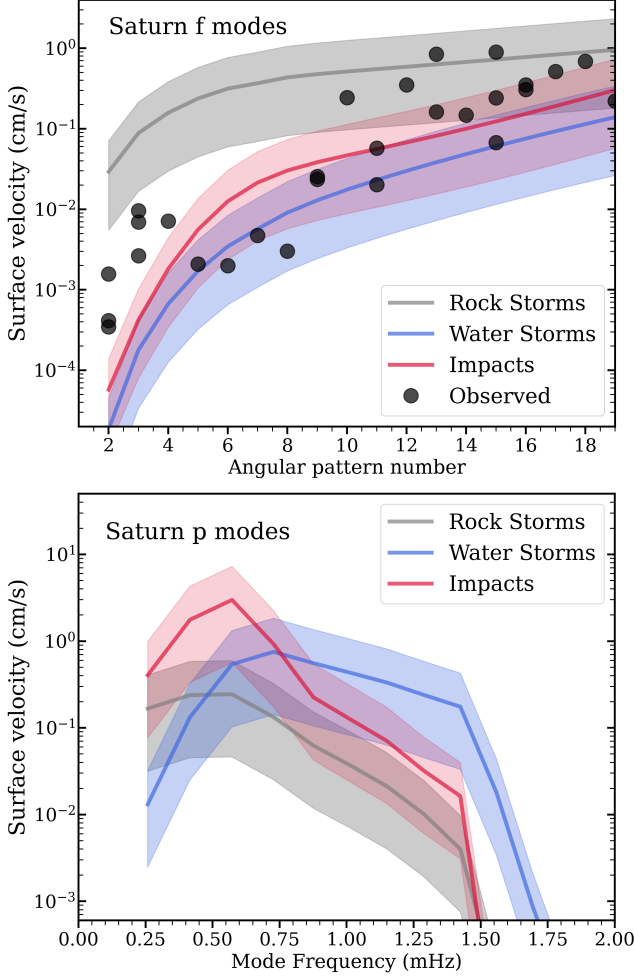 Saturn f modes
10⁰
10⁻¹
10⁻²
10⁻³
10⁻⁴
Surface velocity (cm/s)
Rock Storms
Water Storms
Impacts
Observed
2 4 6 8 10 12 14 16 18
Angular pattern number
Saturn p modes
Rock Storms
Water Storms
Impacts
10¹
10⁰
10⁻¹
10⁻²
10⁻³
Surface velocity (cm/s)
0.00 0.25 0.50 0.75 1.00 1.25 1.50 1.75 2.00
Mode Frequency (mHz)